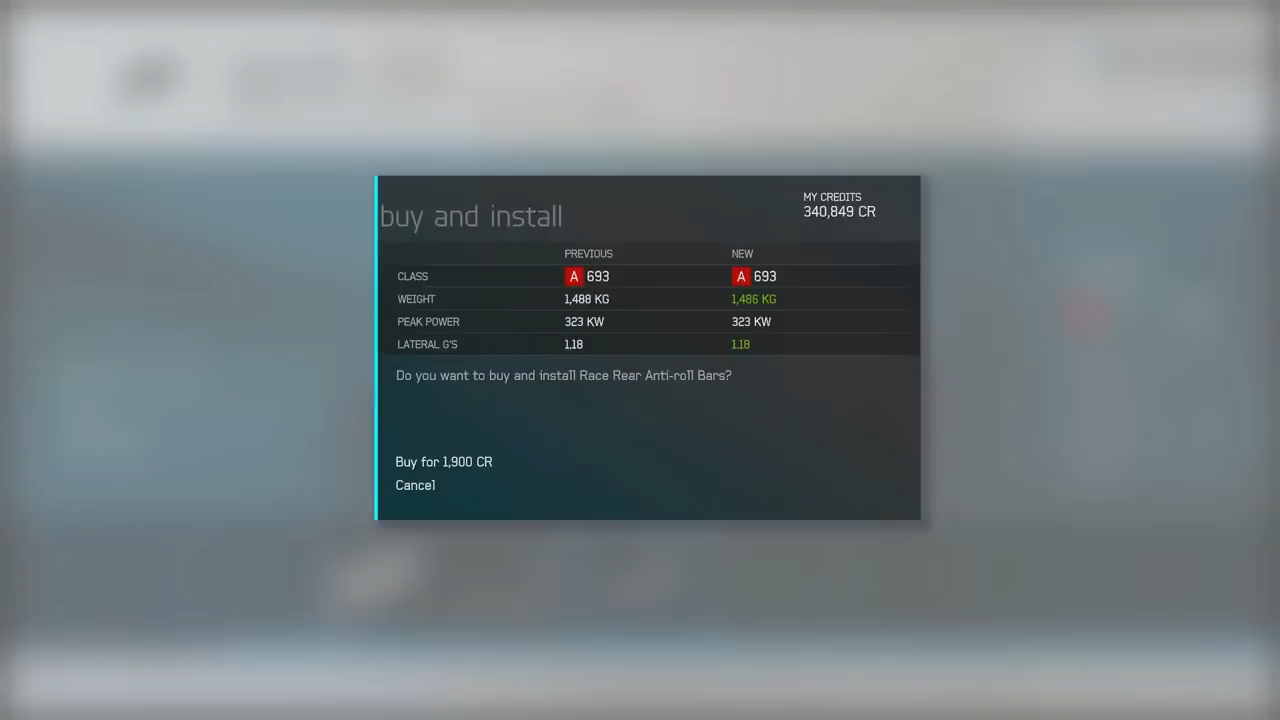 MY CREDITS
340,849 CR
buy and install
PREVIOUS NEW
CLASS A 693 A 693
WEIGHT 1,488 KG 1,486 KG
PEAK POWER 323 KW 323 KW
LATERAL G'S 1.18 1.18
Do you want to buy and install Race Rear Anti-roll Bars?
Buy for 1,900 CR
Cancel